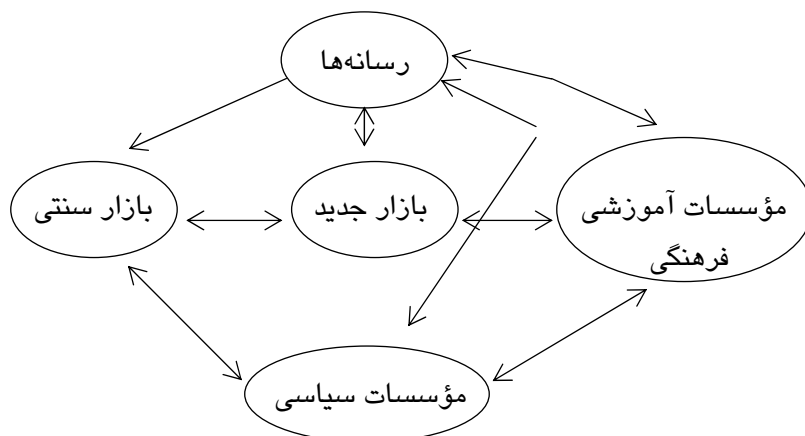 رسانه‌ها
بازار سنتی
بازار جدید
مؤسسات آموزشی
فرهنگی
مؤسسات سیاسی